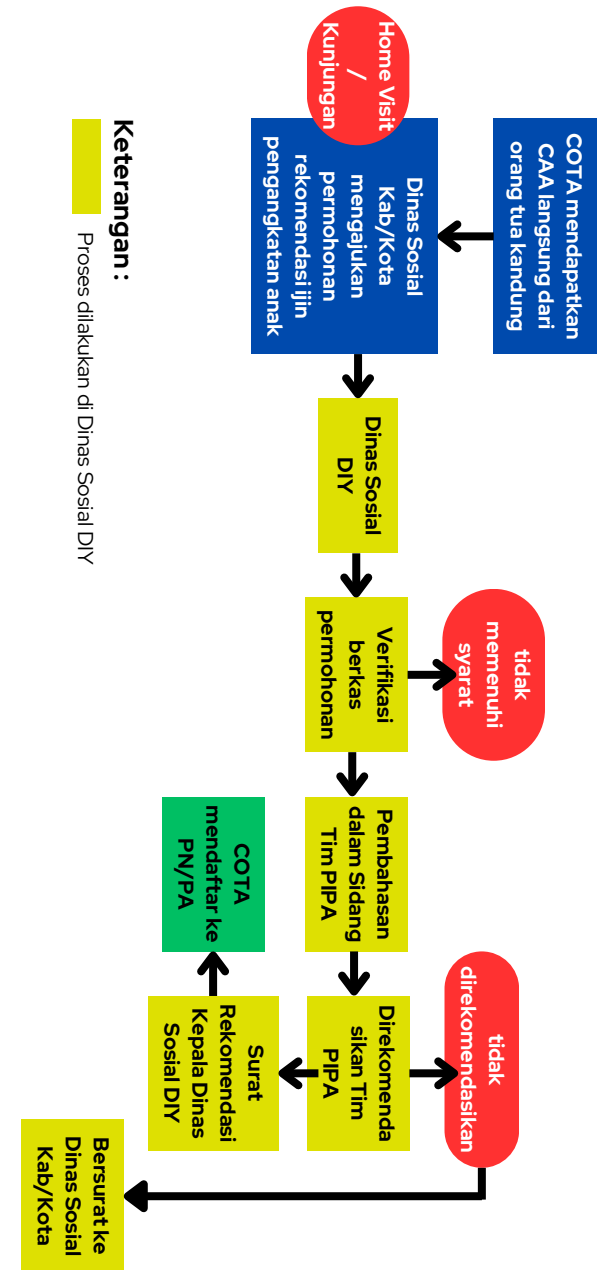 COTA mendapatkan
CAA langsung dari
orang tua kandung
Home Visit
/
Kunjungan
Dinas Sosial
Kab/Kota
mengajukan
permohonan
rekomendasi ijin
pengangkatan anak
Dinas Sosial
DIY
Verifikasi
berkas
permohonan
tidak
memenuhi
syarat
Pembahasan
dalam Sidang
Tim PIPA
Direkomenda
sikan Tim
PIPA
tidak
direkomendasikan
Surat
Rekomendasi
Kepala Dinas
Sosial DIY
COTA
mendaftar ke
PN/PA
Bersurat ke
Dinas Sosial
Kab/Kota
Keterangan :
Proses dilakukan di Dinas Sosial DIY